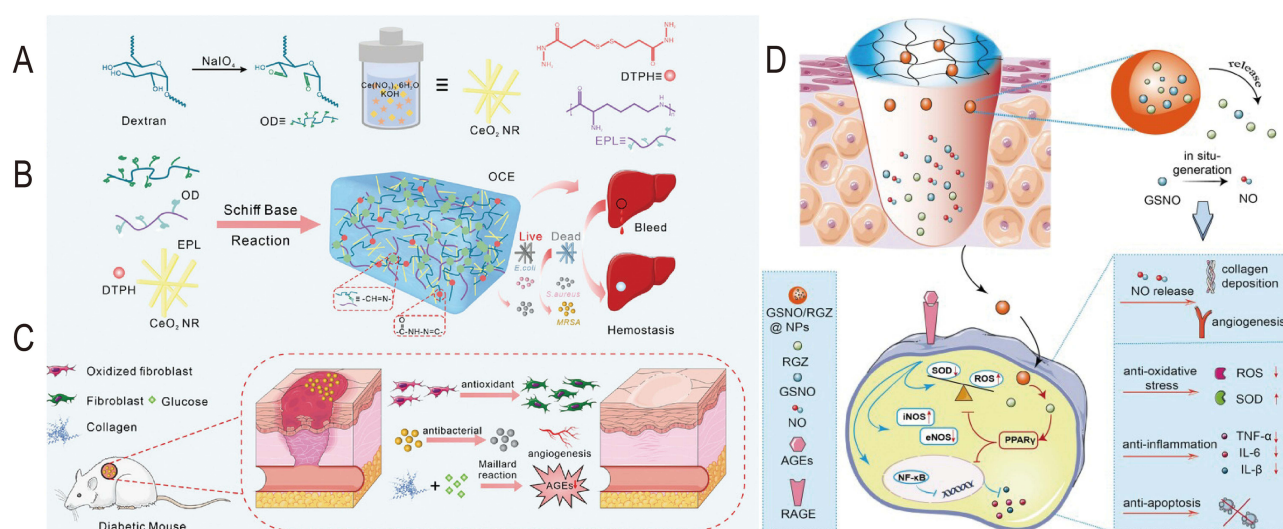 A
NaIO₄
Dextran
OD≡
Ce(NO₃)₃·6H₂O
KOH
≡
CeO₂ NR
DTPH≡
EPL≡
B
OD
EPL
DTPH
CeO₂ NR
Schiff Base
Reaction
OCE
≡ -CH=N-
-C-NH-N=C-
Live
Dead
E.coli
S.aureus
MRSA
Bleed
Hemostasis
C
Oxidized fibroblast
Fibroblast
Glucose
Collagen
Diabetic Mouse
antioxidant
antibacterial
angiogenesis
Maillard
reaction
+
AGEs
D
release
in situ-
generation
GSNO
NO
GSNO/RGZ
@ NPs
RGZ
GSNO
NO
AGEs
RAGE
SOD
ROS
iNOS
eNOS
PPARγ
NF-κB
NO release
collagen
deposition
angiogenesis
anti-oxidative
stress
ROS
SOD
anti-inflammation
TNF-α
IL-6
IL-β
anti-apoptosis